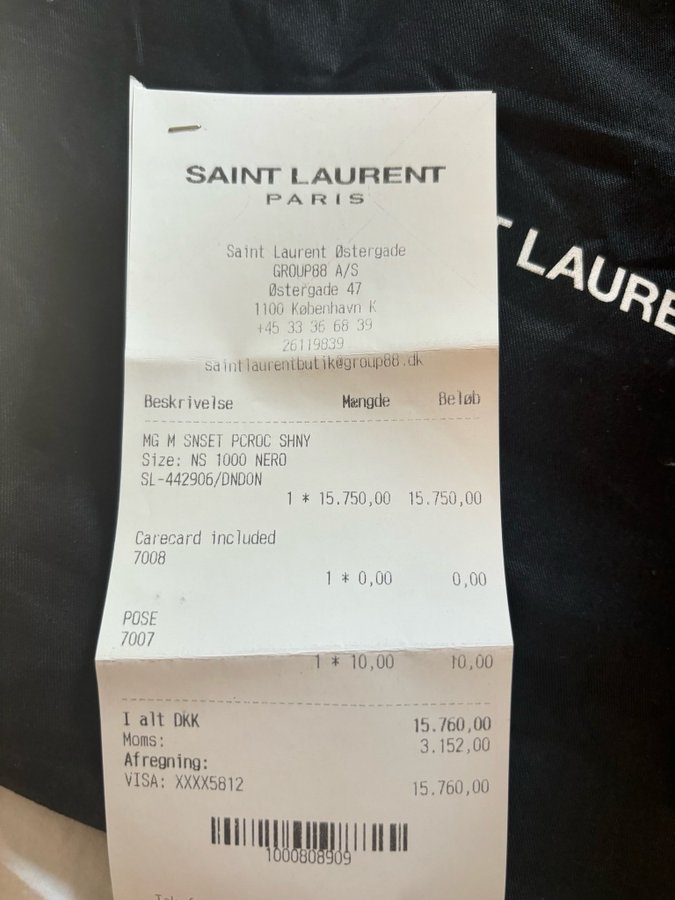 SAINT LAURENT
PARIS
Saint Laurent Østergade
GROUP88 A/S
Østergade 47
1100 København K
+45 33 36 68 39
26119839
saintlaurentbutik@group88.dk
Beskrivelse Mængde Beløb
MG M SNSET PCROC SHNY
Size: NS 1000 NERO
SL-442906/DNDON
1 * 15.750,00 15.750,00
Carecard included
7008
1 * 0,00 0,00
POSE
7007
1 * 10,00 10,00
I alt DKK 15.760,00
Moms: 3.152,00
Afregning:
VISA: XXXX5812 15.760,00
1000808909
T LAURE